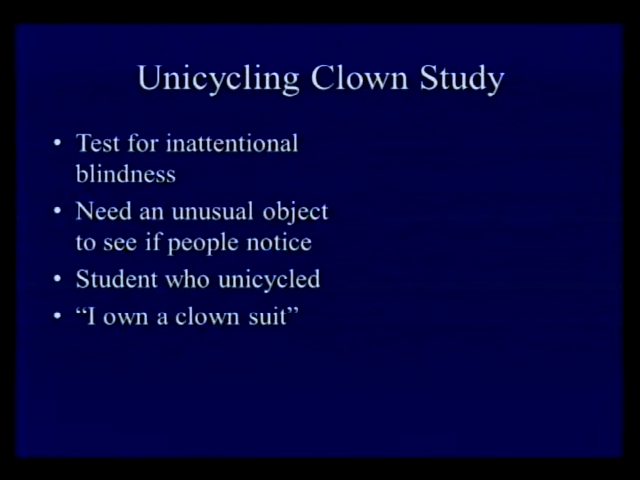 Unicycling Clown Study
• Test for inattentional
blindness
• Need an unusual object
to see if people notice
• Student who unicycled
• “I own a clown suit”